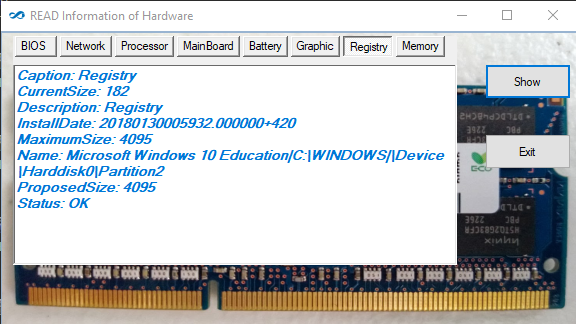 READ Information of Hardware
BIOS Network Processor MainBoard Battery Graphic Registry Memory
Caption: Registry
CurrentSize: 182
Description: Registry
InstallDate: 20180130005932.000000+420
MaximumSize: 4095
Name: Microsoft Windows 10 Education|C:\WINDOWS|\Device
\Harddisk0\Partition2
ProposedSize: 4095
Status: OK
Show
Exit
ECO
hynix